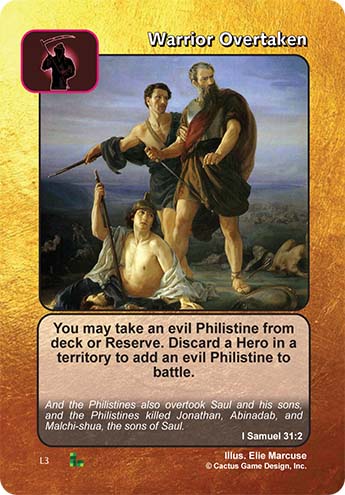 Warrior Overtaken
You may take an evil Philistine from
deck or Reserve. Discard a Hero in a
territory to add an evil Philistine to
battle.
And the Philistines also overtook Saul and his sons,
and the Philistines killed Jonathan, Abinadab, and
Malchi-shua, the sons of Saul.
I Samuel 31:2
Illus. Elie Marcuse
L3
© Cactus Game Design, Inc.